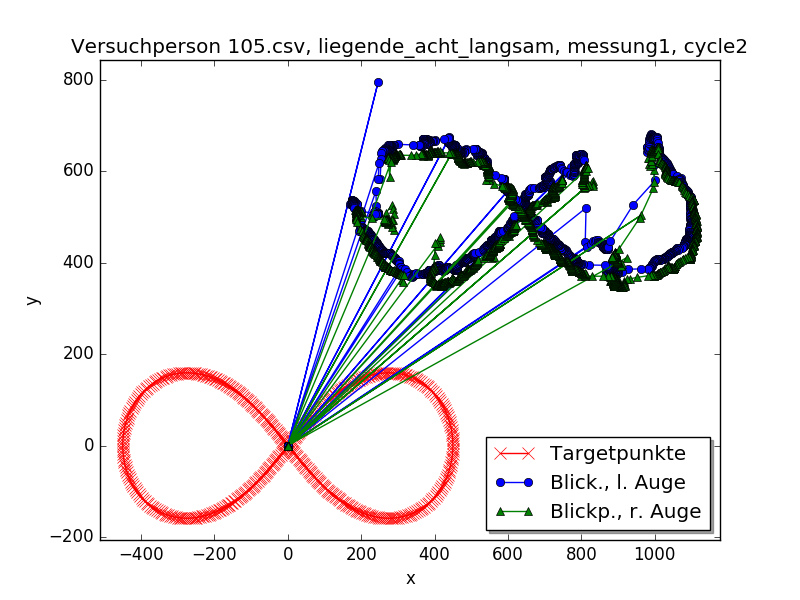 Versuchperson 105.csv, liegende_acht_langsam, messung1, cycle2
800
600
400
200
0
−200
y
−400 −200 0 200 400 600 800 1000
x
Targetpunkte
Blick., l. Auge
Blickp., r. Auge